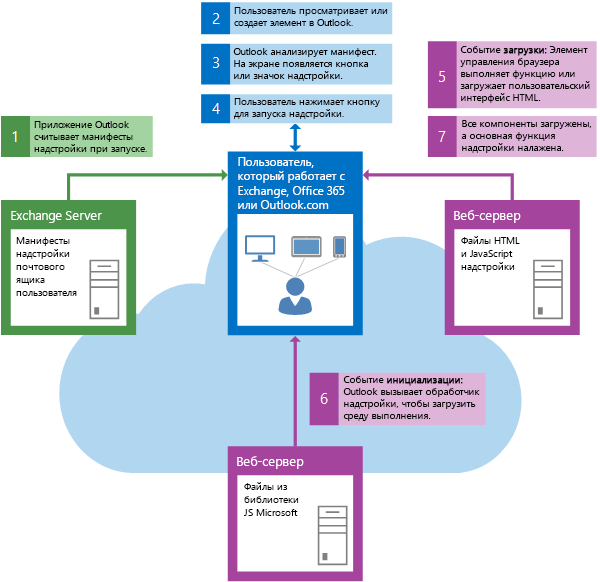 2
Пользователь просматривает или
создает элемент в Outlook.
3
Outlook анализирует манифест.
На экране появляется кнопка
или значок надстройки.
4
Пользователь нажимает кнопку
для запуска надстройки.
5
Событие загрузки: Элемент
управления браузера
выполняет функцию или
загружает пользовательский
интерфейс HTML.
7
Все компоненты загружены,
а основная функция
надстройки налажена.
1
Приложение Outlook
считывает манифесты
надстройки при запуске.
Пользователь,
который работает с
Exchange, Office 365
или Outlook.com
Exchange Server
Манифесты
надстройки
почтового
ящика
пользователя
Веб-сервер
Файлы HTML
и JavaScript
надстройки
6
Событие инициализации:
Outlook вызывает обработчик
надстройки, чтобы загрузить
среду выполнения.
Веб-сервер
Файлы из
библиотеки
JS Microsoft